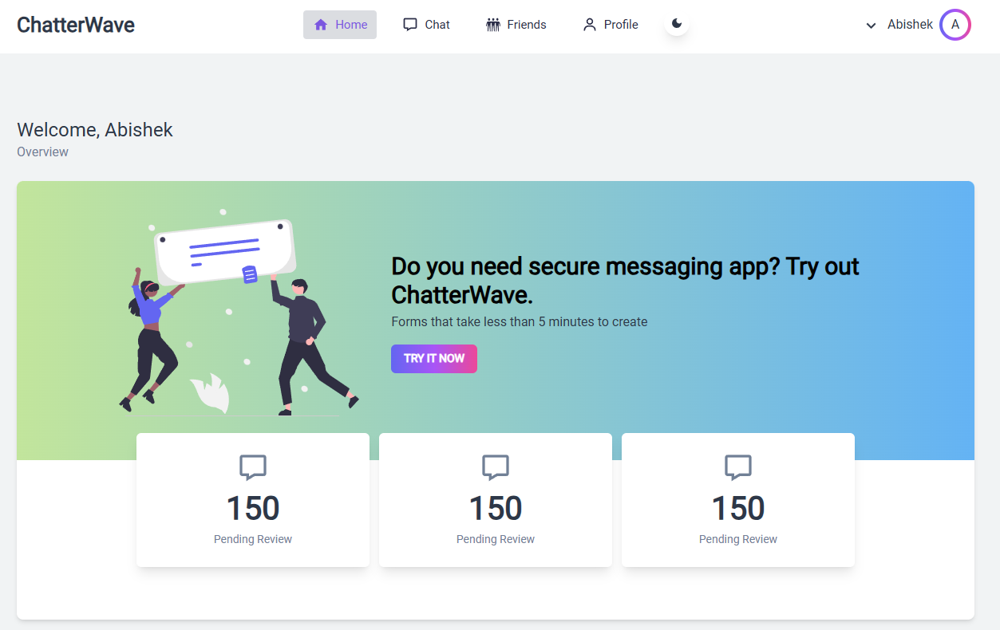 ChatterWave
Home
Chat
Friends
Profile
Abishek
A
Welcome, Abishek
Overview
Do you need secure messaging app? Try out
ChatterWave.
Forms that take less than 5 minutes to create
TRY IT NOW
150
Pending Review
150
Pending Review
150
Pending Review